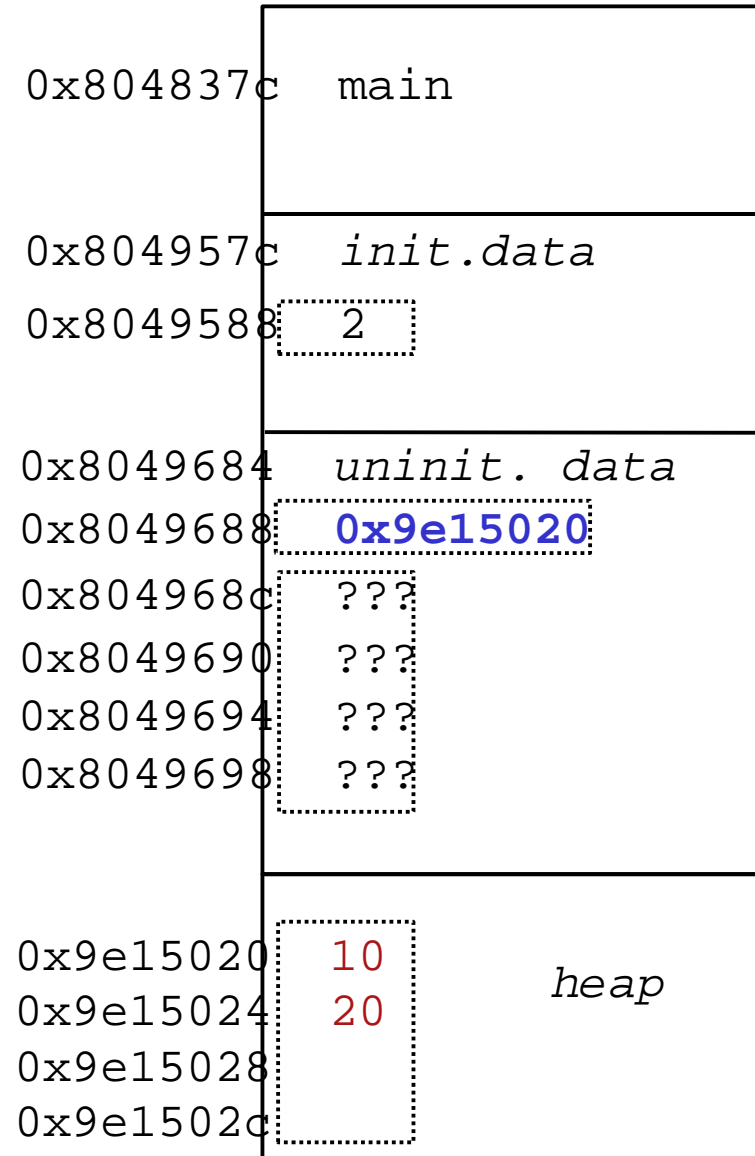 0x804837c main
0x804957c init.data
0x8049588 2
0x8049684 uninit. data
0x8049688 0x9e15020
0x804968c ???
0x8049690 ???
0x8049694 ???
0x8049698 ???
0x9e15020 10
heap
0x9e15024 20
0x9e15028
0x9e1502c